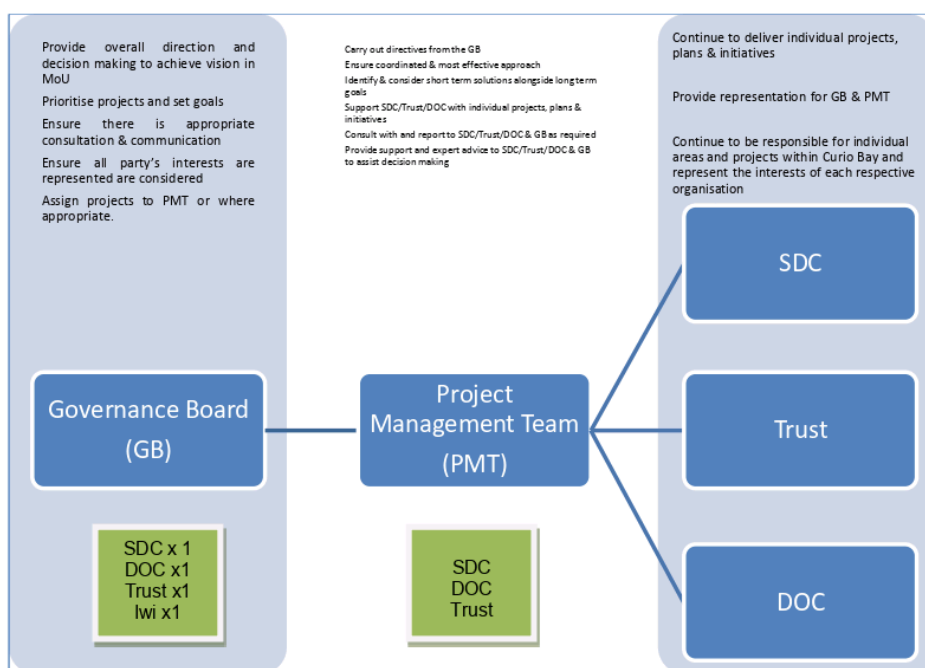 Provide overall direction and
decision making to achieve vision in
MoU
Prioritise projects and set goals
Ensure there is appropriate
consultation & communication
Ensure all party's interests are
represented are considered
Assign projects to PMT or where
appropriate.
Carry out directives from the GB
Ensure coordinated & most effective approach
Identify & consider short term solutions alongside long term
goals
Support SDC/Trust/DOC with individual projects, plans &
initiatives
Consult with and report to SDC/Trust/DOC & GB as required
Provide support and expert advice to SDC/Trust/DOC & GB
to assist decision making
Continue to deliver individual projects,
plans & initiatives
Provide representation for GB & PMT
Continue to be responsible for individual
areas and projects within Curio Bay and
represent the interests of each respective
organisation
Governance Board
(GB)
Project
Management Team
(PMT)
SDC
Trust
DOC
SDC x 1
DOC x1
Trust x1
Iwi x1
SDC
DOC
Trust